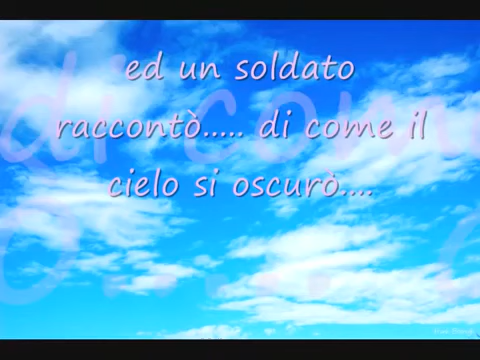 ed un soldato
raccontò..... di come il
cielo si oscurò....